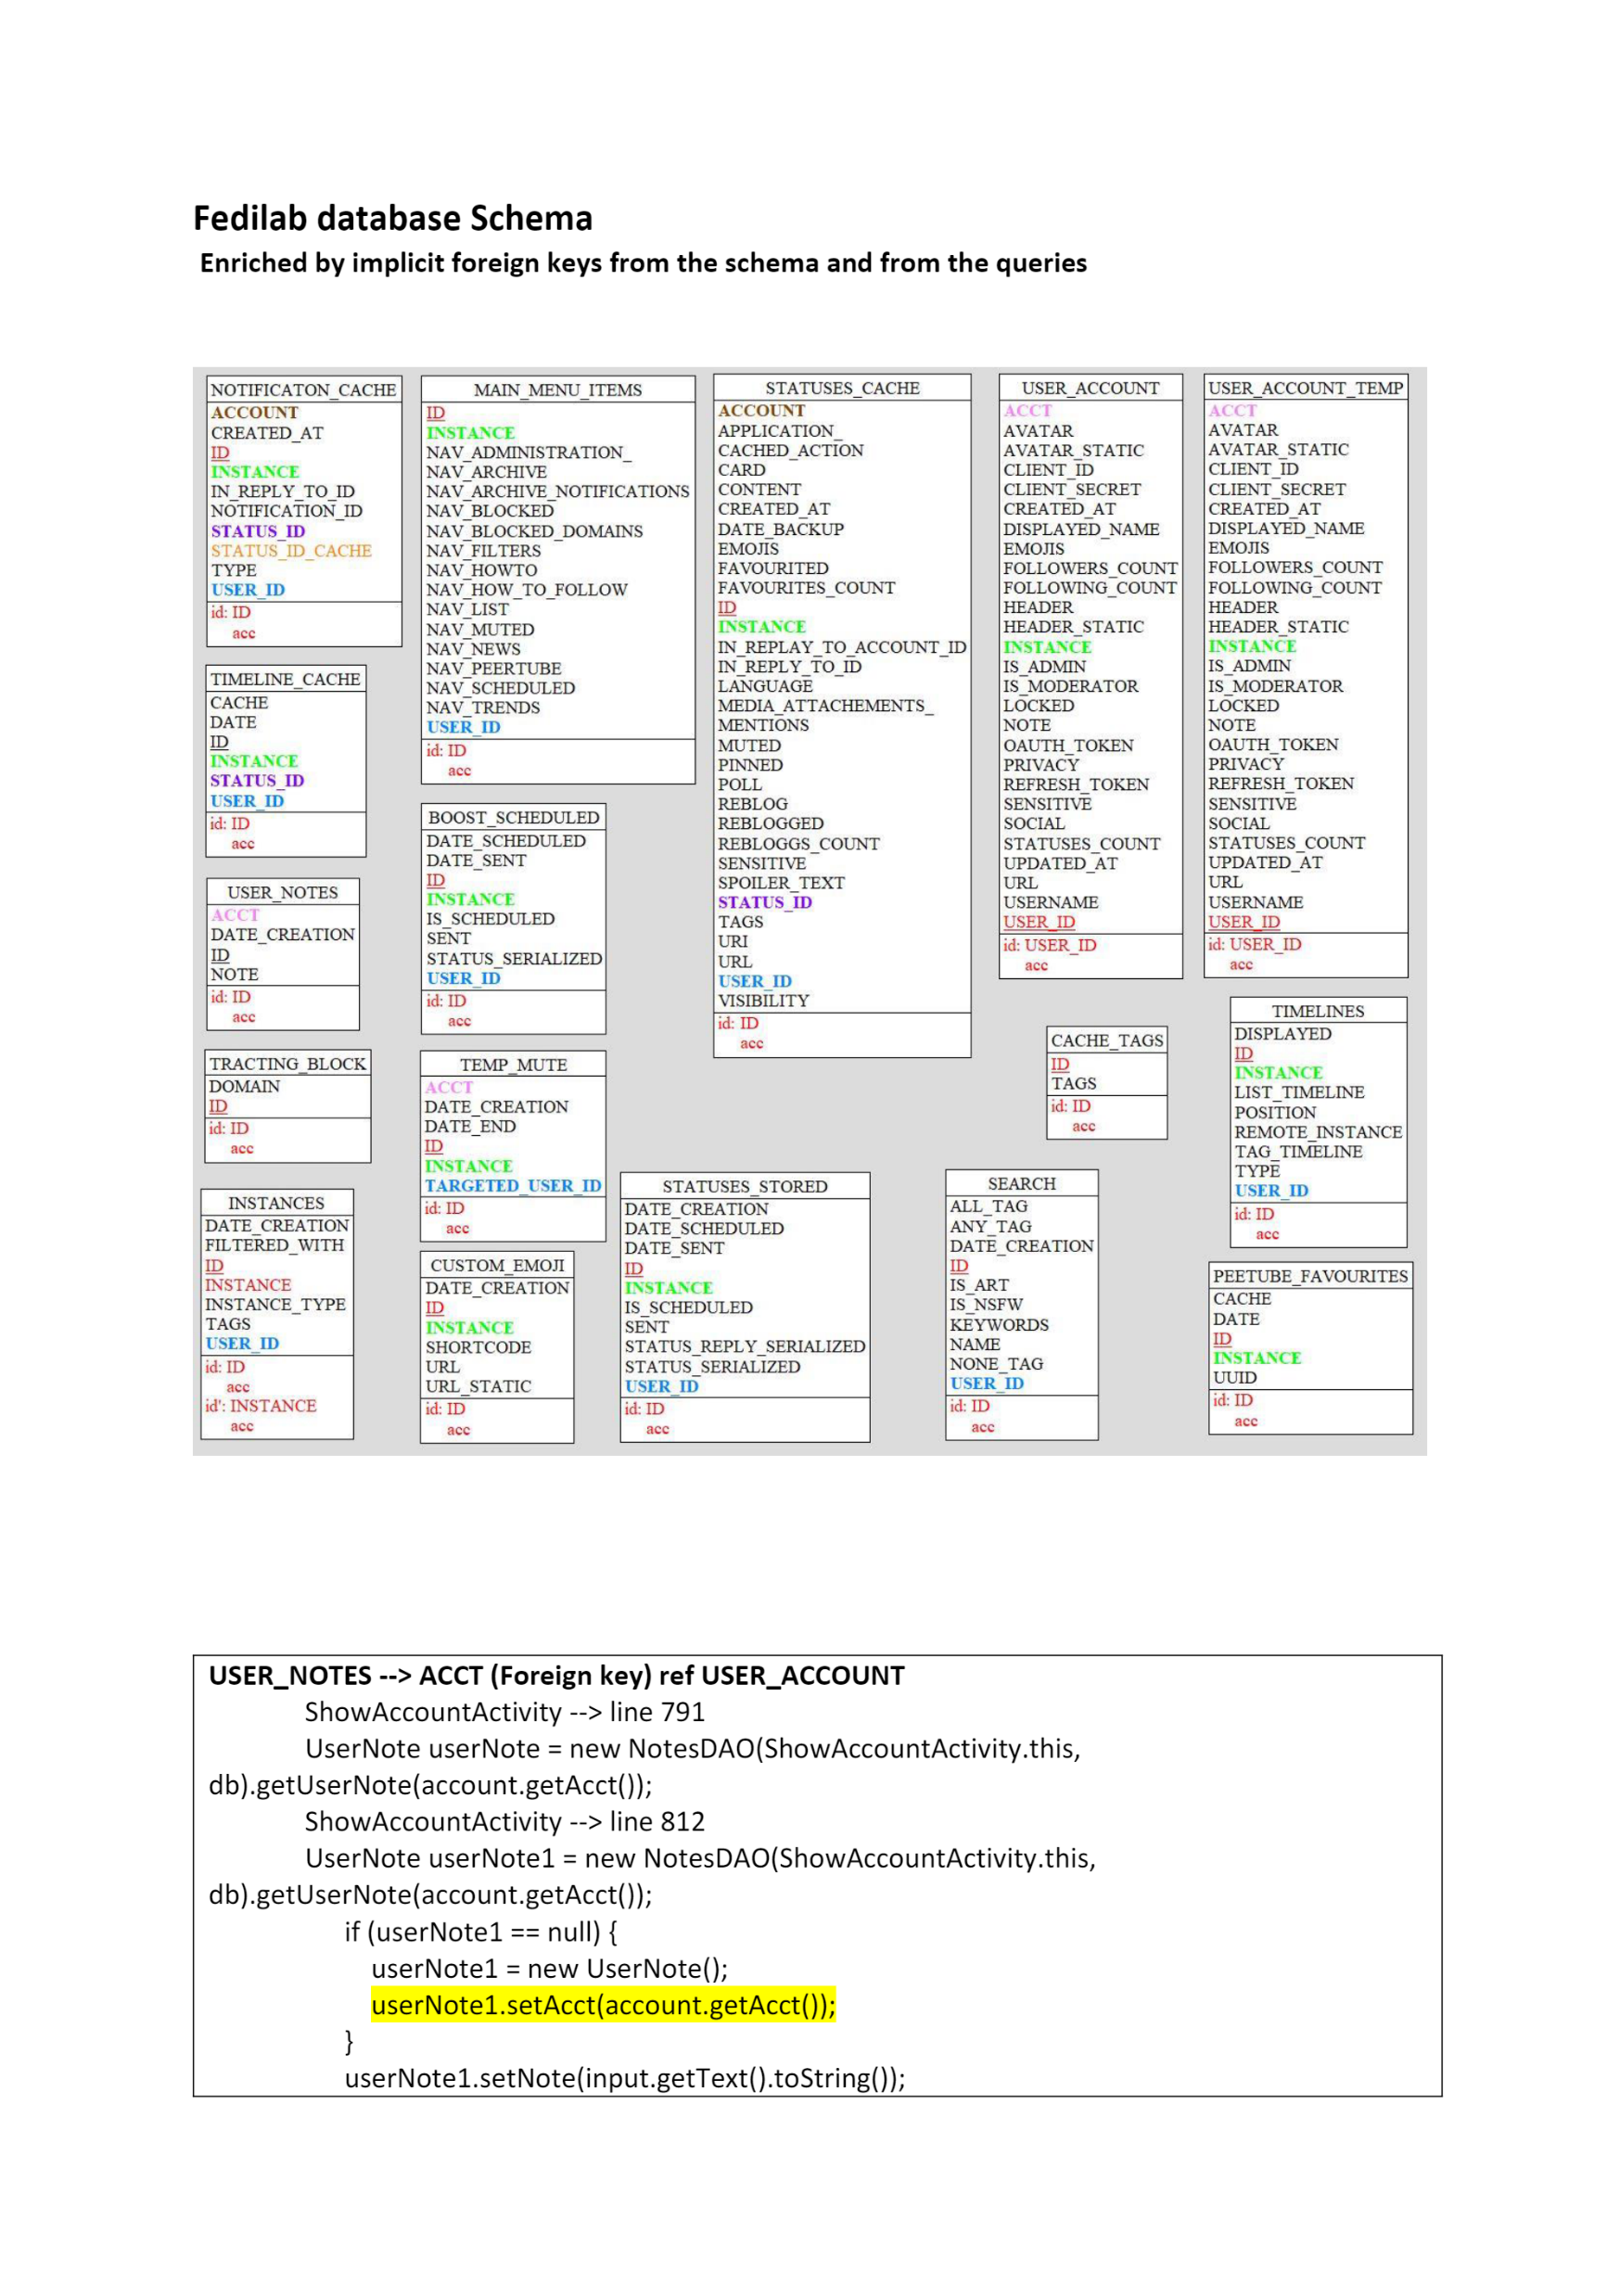 Fedilab database Schema
Enriched by implicit foreign keys from the schema and from the queries
NOTIFICATON_CACHE
ACCOUNT
CREATED_AT
ID
INSTANCE
IN_REPLY_TO_ID
NOTIFICATION_ID
STATUS_ID
STATUS_ID_CACHE
TYPE
USER_ID
id: ID
acc
TIMELINE_CACHE
CACHE
DATE
ID
INSTANCE
STATUS_ID
USER_ID
id: ID
acc
USER_NOTES
ACCT
DATE_CREATION
ID
NOTE
id: ID
acc
TRACTING_BLOCK
DOMAIN
ID
id: ID
acc
INSTANCES
DATE_CREATION
FILTERED_WITH
ID
INSTANCE
INSTANCE_TYPE
TAGS
USER_ID
id: ID
acc
id': INSTANCE
acc
MAIN_MENU_ITEMS
ID
INSTANCE
NAV_ADMINISTRATION_
NAV_ARCHIVE
NAV_ARCHIVE_NOTIFICATIONS
NAV_BLOCKED
NAV_BLOCKED_DOMAINS
NAV_FILTERS
NAV_HOWTO
NAV_HOW_TO_FOLLOW
NAV_LIST
NAV_MUTED
NAV_NEWS
NAV_PEERTUBE
NAV_SCHEDULED
NAV_TRENDS
USER_ID
id: ID
acc
BOOST_SCHEDULED
DATE_SCHEDULED
DATE_SENT
ID
INSTANCE
IS_SCHEDULED
SENT
STATUS_SERIALIZED
USER_ID
id: ID
acc
TEMP_MUTE
ACCT
DATE_CREATION
DATE_END
ID
INSTANCE
TARGETED_USER_ID
id: ID
acc
CUSTOM_EMOJI
DATE_CREATION
ID
INSTANCE
SHORTCODE
URL
URL_STATIC
id: ID
acc
STATUSES_CACHE
ACCOUNT
APPLICATION_
CACHED_ACTION
CARD
CONTENT
CREATED_AT
DATE_BACKUP
EMOJIS
FAVOURITED
FAVOURITES_COUNT
ID
INSTANCE
IN_REPLAY_TO_ACCOUNT_ID
IN_REPLY_TO_ID
LANGUAGE
MEDIA_ATTACHEMENTS_
MENTIONS
MUTED
PINNED
POLL
REBLOG
REBLOGGED
REBLOGGS_COUNT
SENSITIVE
SPOILER_TEXT
STATUS_ID
TAGS
URI
URL
USER_ID
VISIBILITY
id: ID
acc
STATUSES_STORED
DATE_CREATION
DATE_SCHEDULED
DATE_SENT
ID
INSTANCE
IS_SCHEDULED
SENT
STATUS_REPLY_SERIALIZED
STATUS_SERIALIZED
USER_ID
id: ID
acc
USER_ACCOUNT
ACCT
AVATAR
AVATAR_STATIC
CLIENT_ID
CLIENT_SECRET
CREATED_AT
DISPLAYED_NAME
EMOJIS
FOLLOWERS_COUNT
FOLLOWING_COUNT
HEADER
HEADER_STATIC
INSTANCE
IS_ADMIN
IS_MODERATOR
LOCKED
NOTE
OAUTH_TOKEN
PRIVACY
REFRESH_TOKEN
SENSITIVE
SOCIAL
STATUSES_COUNT
UPDATED_AT
URL
USERNAME
USER_ID
id: USER_ID
acc
USER_ACCOUNT_TEMP
ACCT
AVATAR
AVATAR_STATIC
CLIENT_ID
CLIENT_SECRET
CREATED_AT
DISPLAYED_NAME
EMOJIS
FOLLOWERS_COUNT
FOLLOWING_COUNT
HEADER
HEADER_STATIC
INSTANCE
IS_ADMIN
IS_MODERATOR
LOCKED
NOTE
OAUTH_TOKEN
PRIVACY
REFRESH_TOKEN
SENSITIVE
SOCIAL
STATUSES_COUNT
UPDATED_AT
URL
USERNAME
USER_ID
id: USER_ID
acc
CACHE_TAGS
ID
TAGS
id: ID
acc
SEARCH
ALL_TAG
ANY_TAG
DATE_CREATION
ID
IS_ART
IS_NSFW
KEYWORDS
NAME
NONE_TAG
USER_ID
id: ID
acc
TIMELINES
DISPLAYED
ID
INSTANCE
LIST_TIMELINE
POSITION
REMOTE_INSTANCE
TAG_TIMELINE
TYPE
USER_ID
id: ID
acc
PEETUBE_FAVOURITES
CACHE
DATE
ID
INSTANCE
UUID
id: ID
acc
USER_NOTES --> ACCT (Foreign key) ref USER_ACCOUNT
ShowAccountActivity --> line 791
UserNote userNote = new NotesDAO(ShowAccountActivity.this,
db).getUserNote(account.getAcct());
ShowAccountActivity --> line 812
UserNote userNote1 = new NotesDAO(ShowAccountActivity.this,
db).getUserNote(account.getAcct());
if (userNote1 == null) {
userNote1 = new UserNote();
userNote1.setAcct(account.getAcct());
}
userNote1.setNote(input.getText().toString());